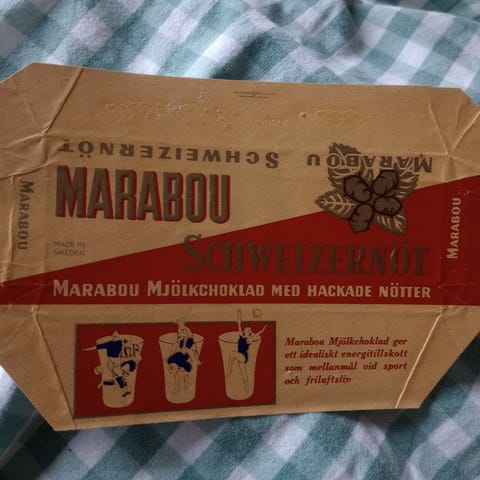 SCHWEIZERNÖT
MARABOU
MARABOU
MARABOU
MARABOU
MADE IN
SWEDEN
SCHWEIZERNÖT
MARABOU
MARABOU MJÖLKCHOKLAD MED HACKADE NÖTTER
Marabou Mjölkchoklad ger
ett idealiskt energitillskott
som mellanmål vid sport
och friluftsliv